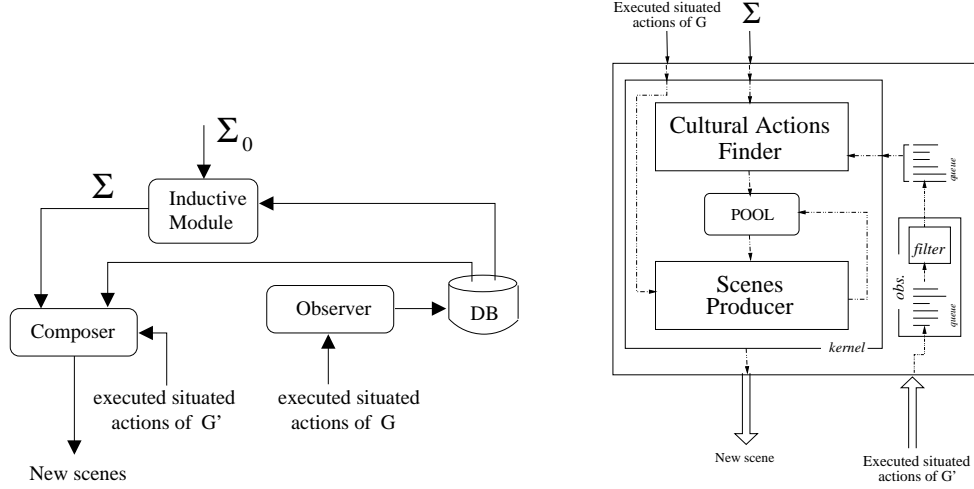 Σ0
Σ
Inductive
Module
Observer
DB
Composer
executed situated
actions of G’
executed situated
actions of G
New scenes
Executed situated
actions of G
Σ
Cultural Actions
Finder
queue
POOL
filter
obs.
Scenes
Producer
queue
kernel
New scene
Executed situated
actions of G’